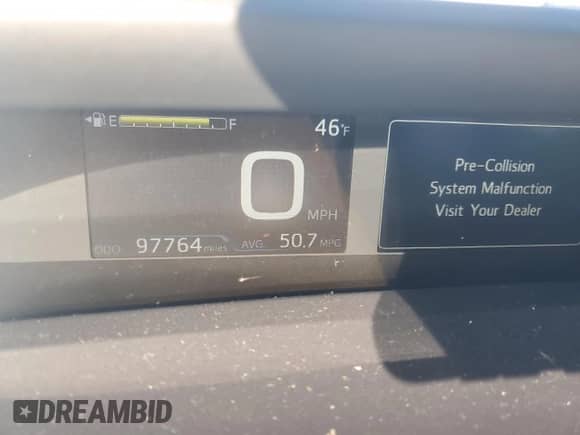 E F 46°F
0 MPH
ODO 97764 miles AVG 50.7 MPG
Pre-Collision
System Malfunction
Visit Your Dealer
DREAMBID